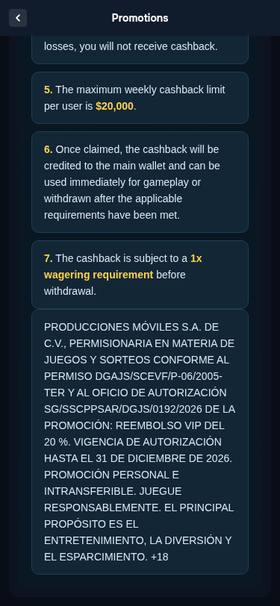 Promotions
losses, you will not receive cashback.
5. The maximum weekly cashback limit
per user is $20,000.
6. Once claimed, the cashback will be
credited to the main wallet and can be
used immediately for gameplay or
withdrawn after the applicable
requirements have been met.
7. The cashback is subject to a 1x
wagering requirement before
withdrawal.
PRODUCCIONES MÓVILES S.A. DE
C.V., PERMISIONARIA EN MATERIA DE
JUEGOS Y SORTEOS CONFORME AL
PERMISO DGAJS/SCEVF/P-06/2005-
TER Y AL OFICIO DE AUTORIZACIÓN
SG/SSCPPSAR/DGJS/0192/2026 DE LA
PROMOCIÓN: REEMBOLSO VIP DEL
20 %. VIGENCIA DE AUTORIZACIÓN
HASTA EL 31 DE DICIEMBRE DE 2026.
PROMOCIÓN PERSONAL E
INTRANSFERIBLE. JUEGUE
RESPONSABLEMENTE. EL PRINCIPAL
PROPÓSITO ES EL
ENTRETENIMIENTO, LA DIVERSIÓN Y
EL ESPARCIMIENTO. +18